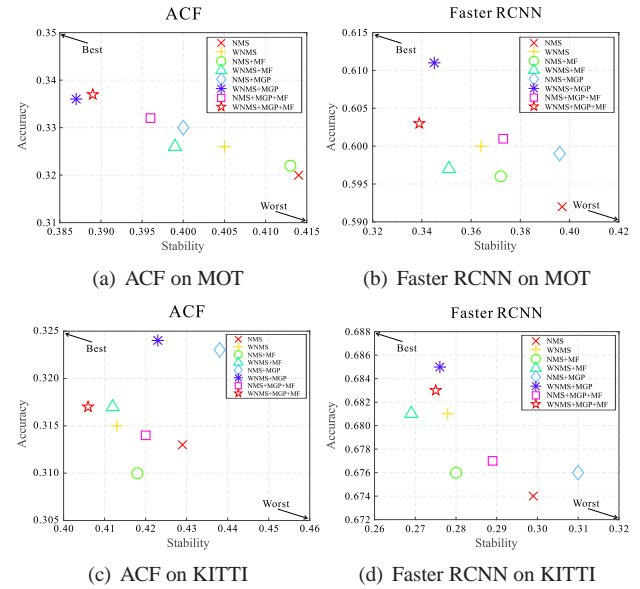 ACF
Faster RCNN
0.35
0.34
0.33
0.32
0.31
Accuracy
Best
NMS
WNMS
NMS+MF
WNMS+MF
NMS+MGP
WNMS+MGP
NMS+MGP+MF
WNMS+MGP+MF
Worst
0.385 0.39 0.395 0.400 0.405 0.410 0.415
Stability
0.615
0.610
0.605
0.600
0.595
0.590
Accuracy
Best
NMS
WNMS
NMS+MF
WNMS+MF
NMS+MGP
WNMS+MGP
NMS+MGP+MF
WNMS+MGP+MF
Worst
0.32 0.34 0.36 0.38 0.40 0.42
Stability
(a) ACF on MOT
(b) Faster RCNN on MOT
ACF
Faster RCNN
0.325
0.320
0.315
0.310
0.305
Accuracy
Best
NMS
WNMS
NMS+MF
WNMS+MF
NMS+MGP
WNMS+MGP
NMS+MGP+MF
WNMS+MGP+MF
Worst
0.40 0.41 0.42 0.43 0.44 0.45 0.46
Stability
0.688
0.686
0.684
0.682
0.680
0.678
0.676
0.674
0.672
Accuracy
Best
NMS
WNMS
NMS+MF
WNMS+MF
NMS+MGP
WNMS+MGP
NMS+MGP+MF
WNMS+MGP+MF
Worst
0.26 0.27 0.28 0.29 0.30 0.31 0.32
Stability
(c) ACF on KITTI
(d) Faster RCNN on KITTI